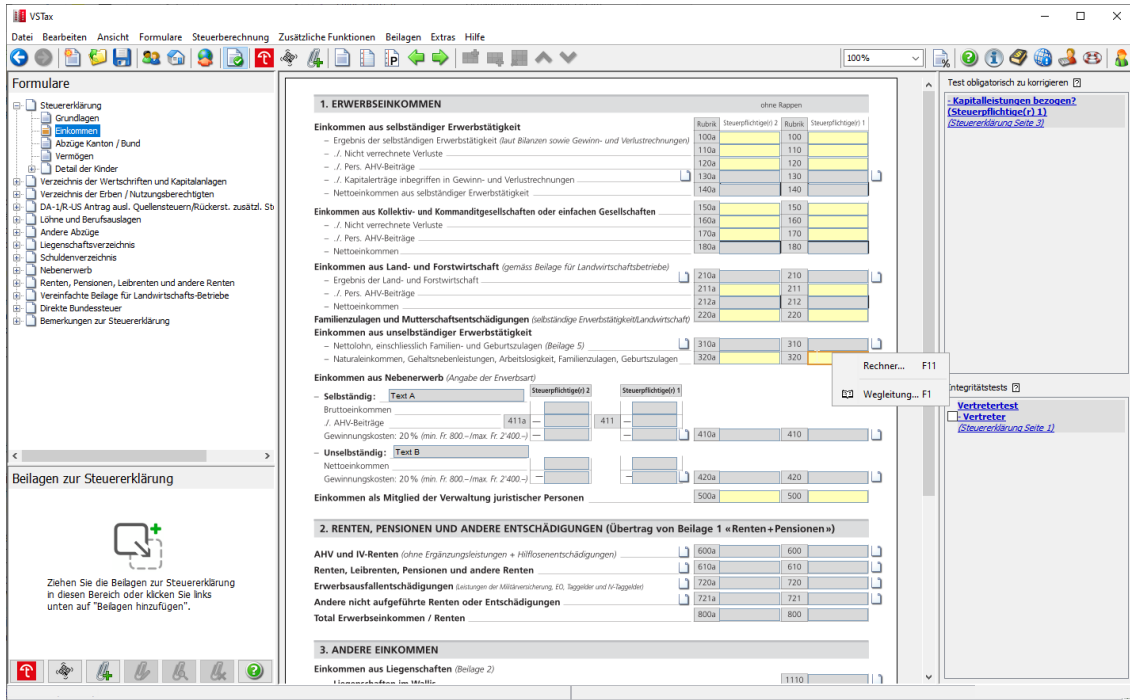 VSTax
Datei Bearbeiten Ansicht Formulare Steuerberechnung Zusätzliche Funktionen Beilagen Extras Hilfe
100%
Formulare
Steuererklärung
Grundlagen
Einkommen
Abzüge Kanton / Bund
Vermögen
Detail der Kinder
Verzeichnis der Wertschriften und Kapitalanlagen
Verzeichnis der Erben / Nutzungsberechtigten
DA-1/R-US Antrag ausl. Quellensteuern/Rückerst. zusätzl. St
Löhne und Berufsauslagen
Andere Abzüge
Liegenschaftsverzeichnis
Schuldenverzeichnis
Nebenerwerb
Renten, Pensionen, Leibrenten und andere Renten
Vereinfachte Beilage für Landwirtschafts-Betriebe
Direkte Bundessteuer
Bemerkungen zur Steuererklärung
Beilagen zur Steuererklärung
Ziehen Sie die Beilagen zur Steuererklärung
in diesen Bereich oder klicken Sie links
unten auf "Beilagen hinzufügen".
1. ERWERBSEINKOMMEN ohne Rappen
Rubrik Steuerpflichtige(r) 2 Rubrik Steuerpflichtige(r) 1
Einkommen aus selbständiger Erwerbstätigkeit
– Ergebnis der selbständigen Erwerbstätigkeit (laut Bilanzen sowie Gewinn- und Verlustrechnungen) 100a 100
– ./. Nicht verrechnete Verluste 110a 110
– ./. Pers. AHV-Beiträge 120a 120
– ./. Kapitalerträge inbegriffen in Gewinn- und Verlustrechnungen 130a 130
– Nettoeinkommen aus selbständiger Erwerbstätigkeit 140a 140
Einkommen aus Kollektiv- und Kommanditgesellschaften oder einfachen Gesellschaften 150a 150
– ./. Nicht verrechnete Verluste 160a 160
– ./. Pers. AHV-Beiträge 170a 170
– Nettoeinkommen 180a 180
Einkommen aus Land- und Forstwirtschaft (gemäss Beilage für Landwirtschaftsbetriebe)
– Ergebnis der Land- und Forstwirtschaft 210a 210
– ./. Pers. AHV-Beiträge 211a 211
– Nettoeinkommen 212a 212
Familienzulagen und Mutterschaftsentschädigungen (selbständige Erwerbstätigkeit/Landwirtschaft) 220a 220
Einkommen aus unselbständiger Erwerbstätigkeit
– Nettolohn, einschliesslich Familien- und Geburtszulagen (Beilage 5) 310a 310
– Naturaleinkommen, Gehaltsnebenleistungen, Arbeitslosigkeit, Familienzulagen, Geburtszulagen 320a 320
Rechner... F11
Wegleitung... F1
Einkommen aus Nebenerwerb (Angabe der Erwerbsart)
Steuerpflichtige(r) 2 Steuerpflichtige(r) 1
– Selbständig: Text A
Bruttoeinkommen
./. AHV-Beiträge 411a – 411 –
Gewinnungskosten: 20 % (min. Fr. 800.–/max. Fr. 2'400.–) – – 410a 410
– Unselbständig: Text B
Nettoeinkommen
Gewinnungskosten: 20 % (min. Fr. 800.–/max. Fr. 2'400.–) – – 420a 420
Einkommen als Mitglied der Verwaltung juristischer Personen 500a 500
2. RENTEN, PENSIONEN UND ANDERE ENTSCHÄDIGUNGEN (Übertrag von Beilage 1 «Renten+Pensionen»)
AHV und IV-Renten (ohne Ergänzungsleistungen + Hilflosenentschädigungen) 600a 600
Renten, Leibrenten, Pensionen und andere Renten 610a 610
Erwerbsausfallentschädigungen (Leistungen der Militärversicherung, EO, Taggelder und IV-Taggelder) 720a 720
Andere nicht aufgeführte Renten oder Entschädigungen 721a 721
Total Erwerbseinkommen / Renten 800a 800
3. ANDERE EINKOMMEN
Einkommen aus Liegenschaften (Beilage 2)
– Liegenschaften im Wallis 1110
Test obligatorisch zu korrigieren
- Kapitalleistungen bezogen?
(Steuerpflichtige(r) 1)
(Steuererklärung Seite 3)
ntegritätstests
Vertretertest
- Vertreter
(Steuererklärung Seite 1)